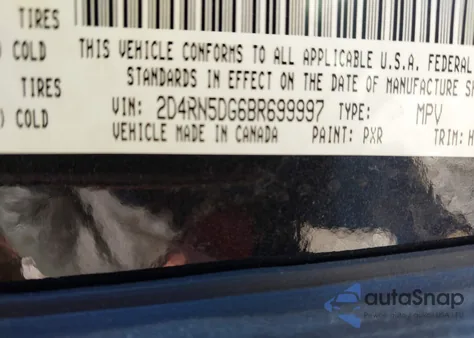 TIRES
) COLD THIS VEHICLE CONFORMS TO ALL APPLICABLE U.S.A. FEDERAL
STANDARDS IN EFFECT ON THE DATE OF MANUFACTURE SH
TIRES VIN: 2D4RN5DG6BR699997 TYPE: MPV
) COLD VEHICLE MADE IN CANADA PAINT: PXR TRIM: H
autoSnap